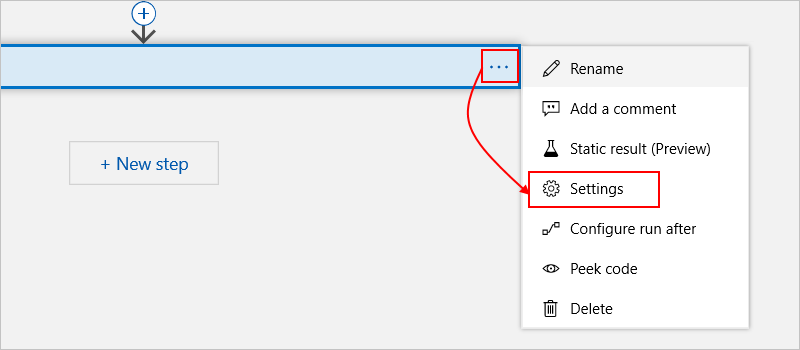 ...
Rename
Add a comment
Static result (Preview)
+ New step
Settings
Configure run after
Peek code
Delete